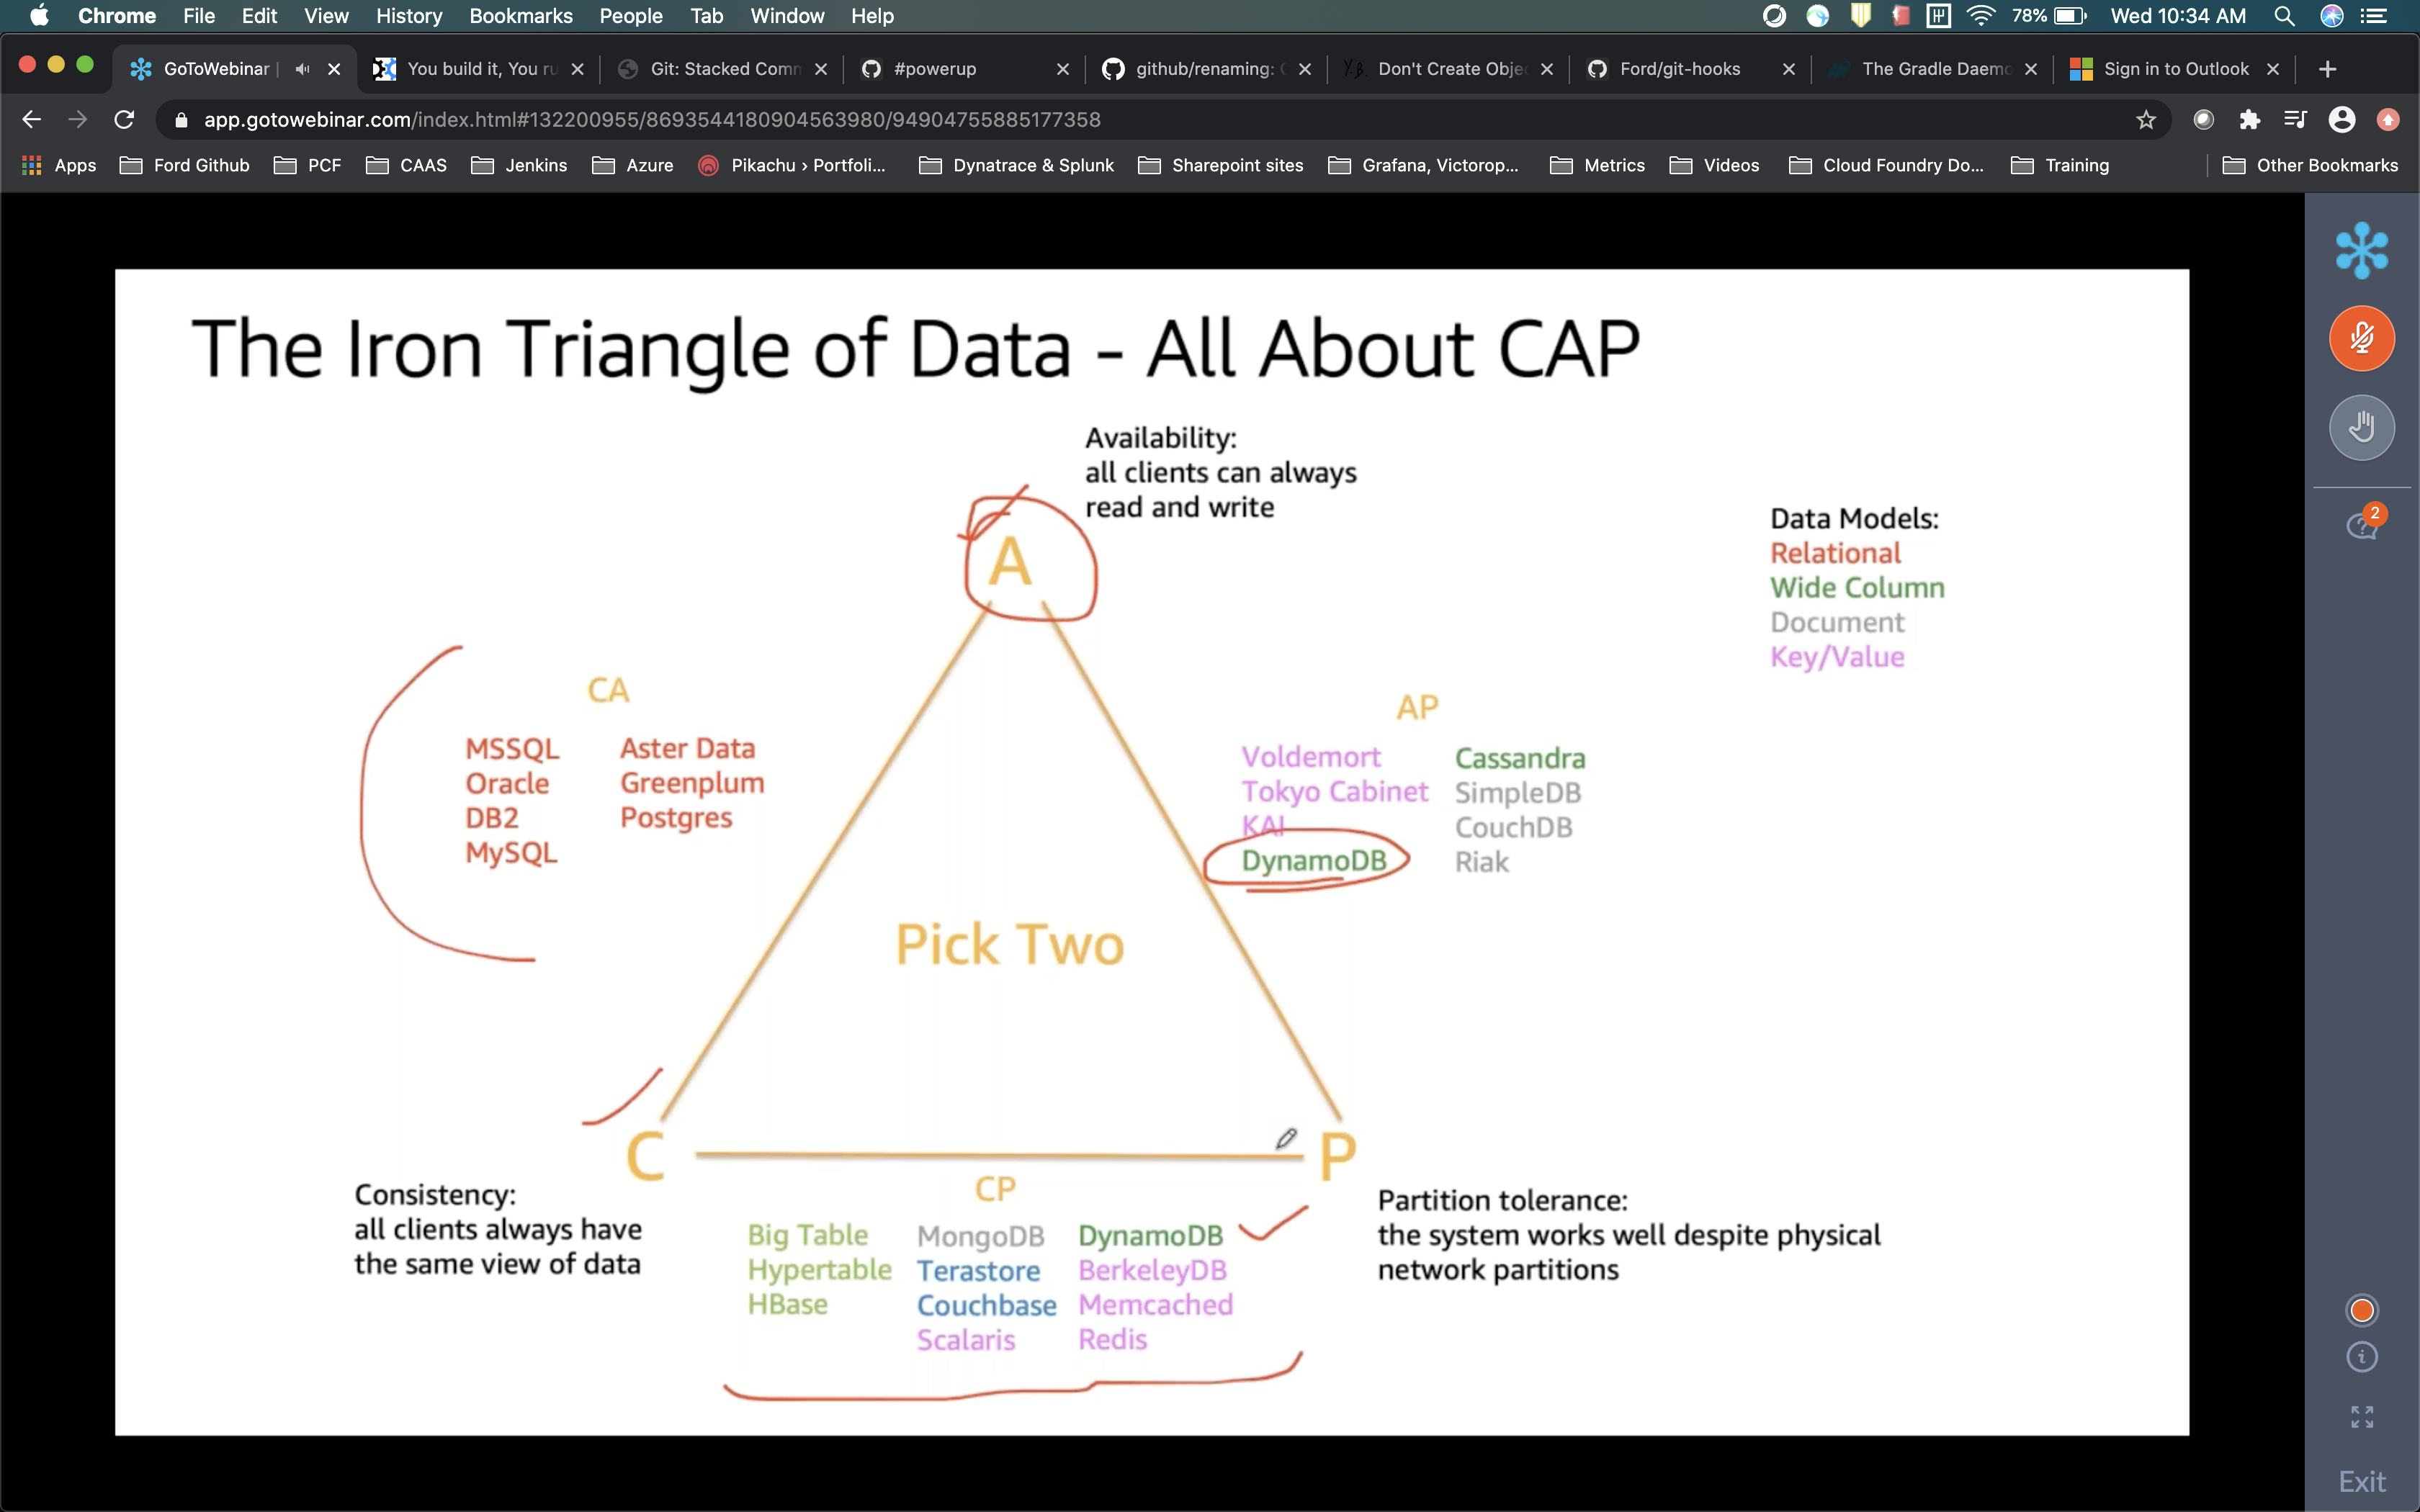 Chrome File Edit View History Bookmarks People Tab Window Help 78% Wed 10:34 AM
GoToWebinar You build it, You ru Git: Stacked Comm #powerup github/renaming: Don't Create Obje Ford/git-hooks The Gradle Daemo Sign in to Outlook
app.gotowebinar.com/index.html#132200955/8693544180904563980/94904755885177358
Apps Ford Github PCF CAAS Jenkins Azure Pikachu › Portfoli... Dynatrace & Splunk Sharepoint sites Grafana, Victorop... Metrics Videos Cloud Foundry Do... Training Other Bookmarks
The Iron Triangle of Data - All About CAP
Availability:
all clients can always
read and write
A
Data Models:
Relational
Wide Column
Document
Key/Value
2
CA
MSSQL Aster Data
Oracle Greenplum
DB2 Postgres
MySQL
AP
Voldemort Cassandra
Tokyo Cabinet SimpleDB
KAI CouchDB
DynamoDB Riak
Pick Two
C
P
Consistency:
all clients always have
the same view of data
CP
Big Table MongoDB DynamoDB
Hypertable Terastore BerkeleyDB
HBase Couchbase Memcached
Scalaris Redis
Partition tolerance:
the system works well despite physical
network partitions
Exit